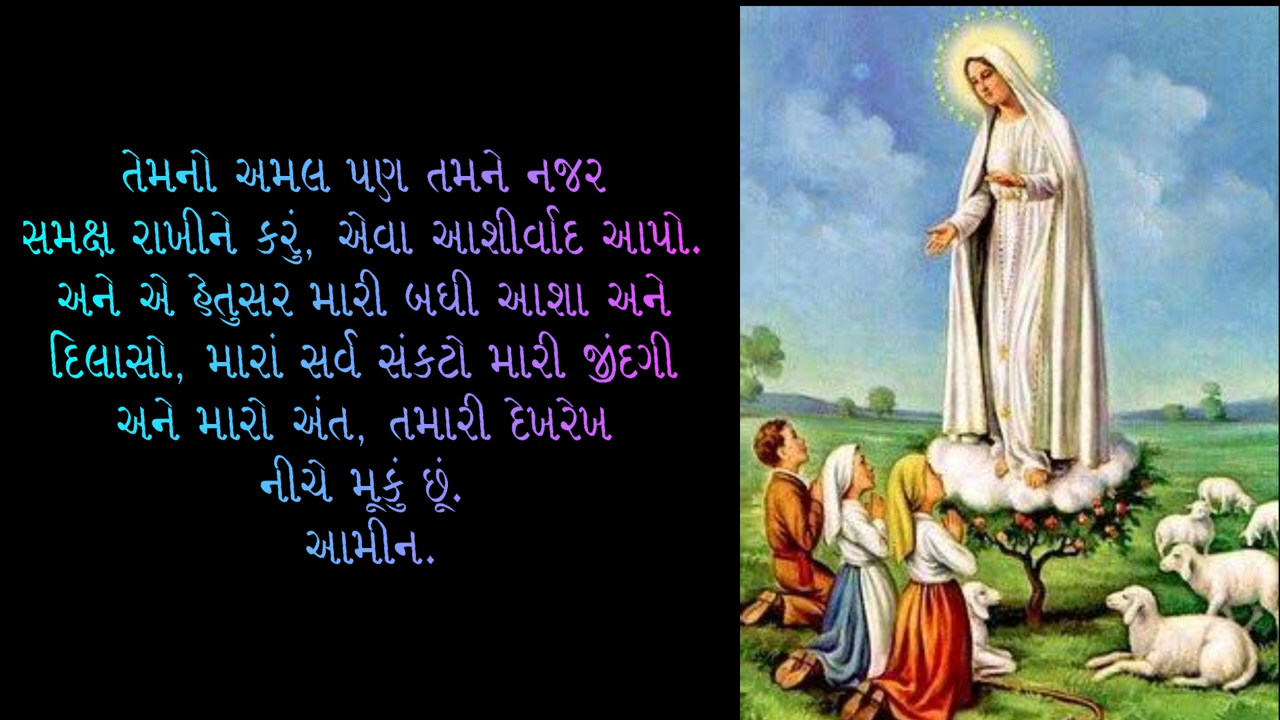 તેમનો અમલ પણ તમને નજર
સમક્ષ રાખીને કરું, એવા આશીર્વાદ આપો.
અને એ હેતુસર મારી બઘી આશા અને
દિલાસો, મારાં સર્વ સંકટો મારી જીંદગી
અને મારો અંત, તમારી દેખરેખ
નીચે મૂકું છૂં.
આમીન.